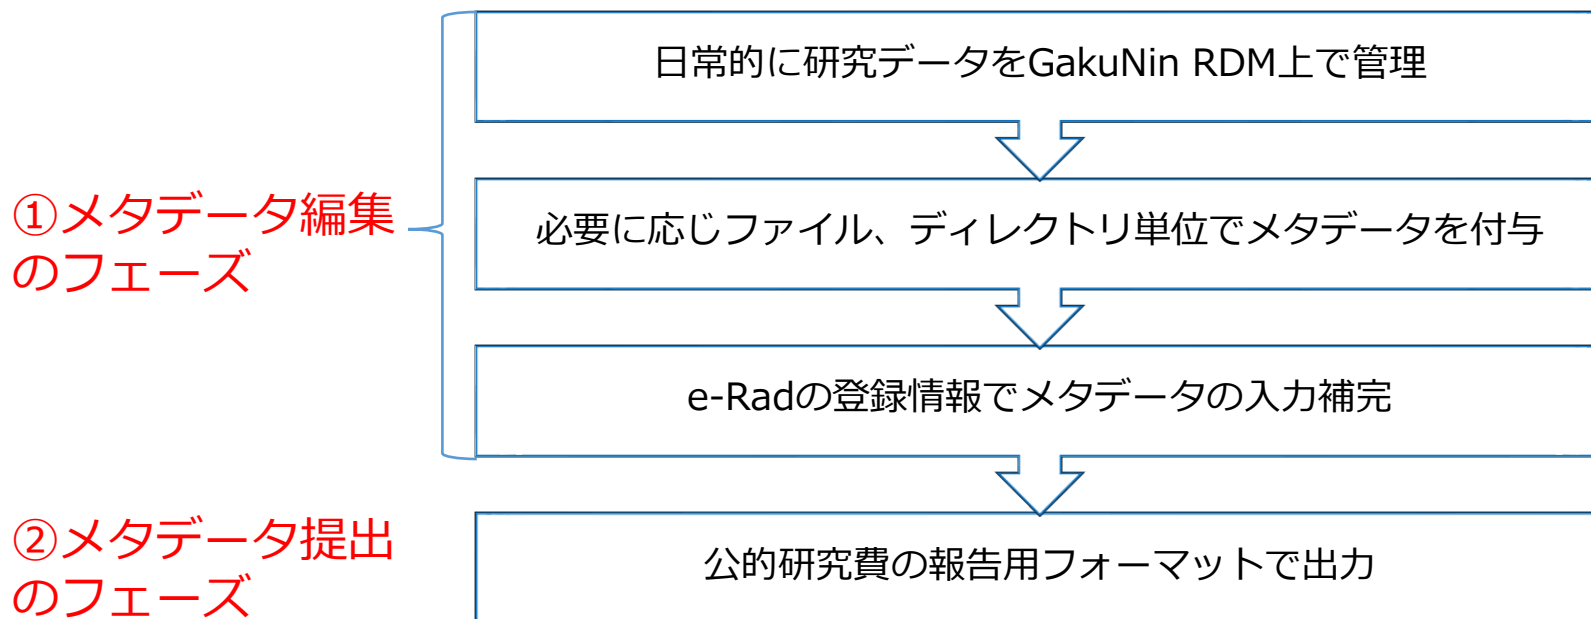 日常的に研究データをGakuNin RDM上で管理
①メタデータ編集
のフェーズ
必要に応じファイル、ディレクトリ単位でメタデータを付与
e-Radの登録情報でメタデータの入力補完
②メタデータ提出
のフェーズ
公的研究費の報告用フォーマットで出力